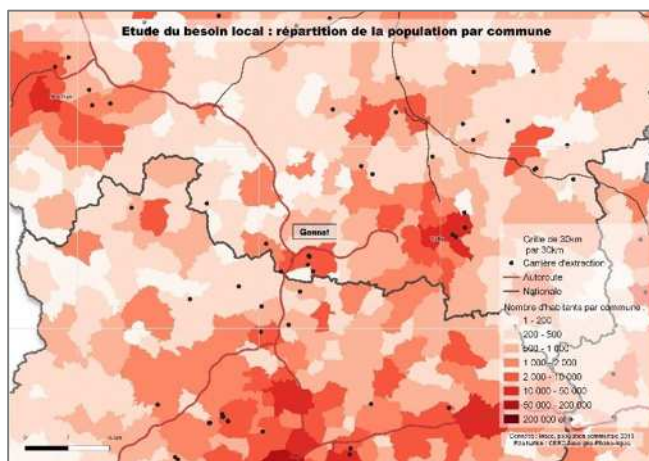 Etude du besoin local : répartition de la population par commune
Gannat
Grille de 30km
par 30km
Carrière d'extraction
Autoroute
Nationale
Nombre d'habitants par commune :
1 - 200
200 - 500
500 - 1 000
1 000 - 2 000
2 000 - 10 000
10 000 - 50 000
50 000 - 200 000
200 000 et